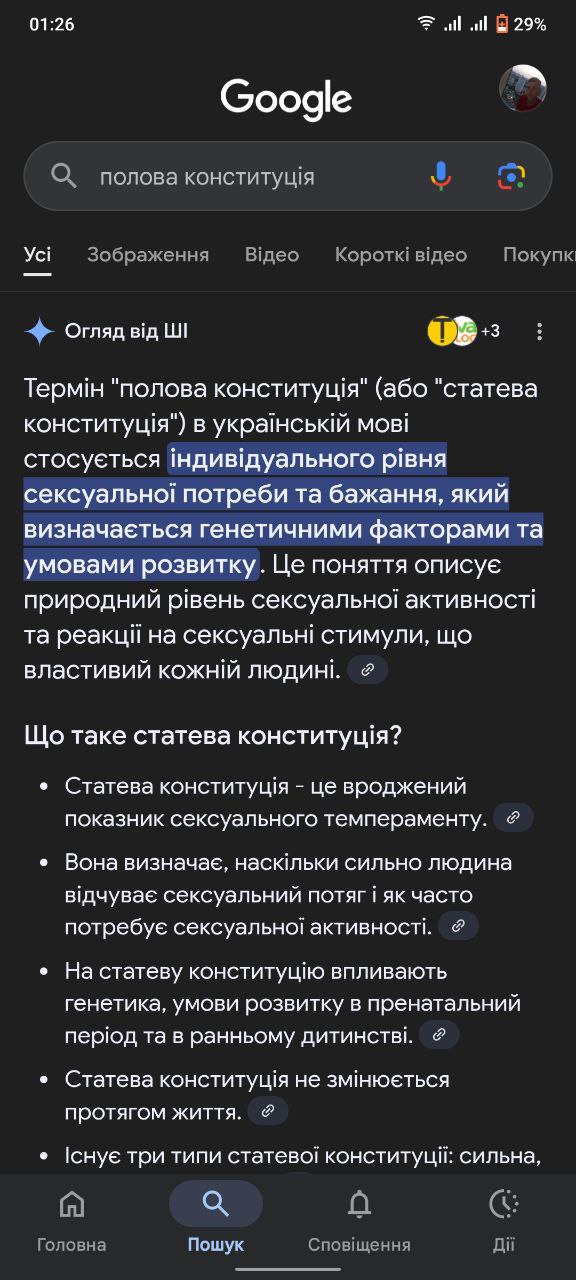 01:26
29%
Google
полова конституція
Усі Зображення Відео Короткі відео Покупк
Огляд від ШІ
+3
Термін "полова конституція" (або "статева
конституція") в українській мові
стосується індивідуального рівня
сексуальної потреби та бажання, який
визначається генетичними факторами та
умовами розвитку. Це поняття описує
природний рівень сексуальної активності
та реакції на сексуальні стимули, що
властивий кожній людині.
Що таке статева конституція?
• Статева конституція - це вроджений
показник сексуального темпераменту.
• Вона визначає, наскільки сильно людина
відчуває сексуальний потяг і як часто
потребує сексуальної активності.
• На статеву конституцію впливають
генетика, умови розвитку в пренатальний
період та в ранньому дитинстві.
• Статева конституція не змінюється
протягом життя.
• Існує три типи статевої конституції: сильна,
Головна Пошук Сповіщення Дії